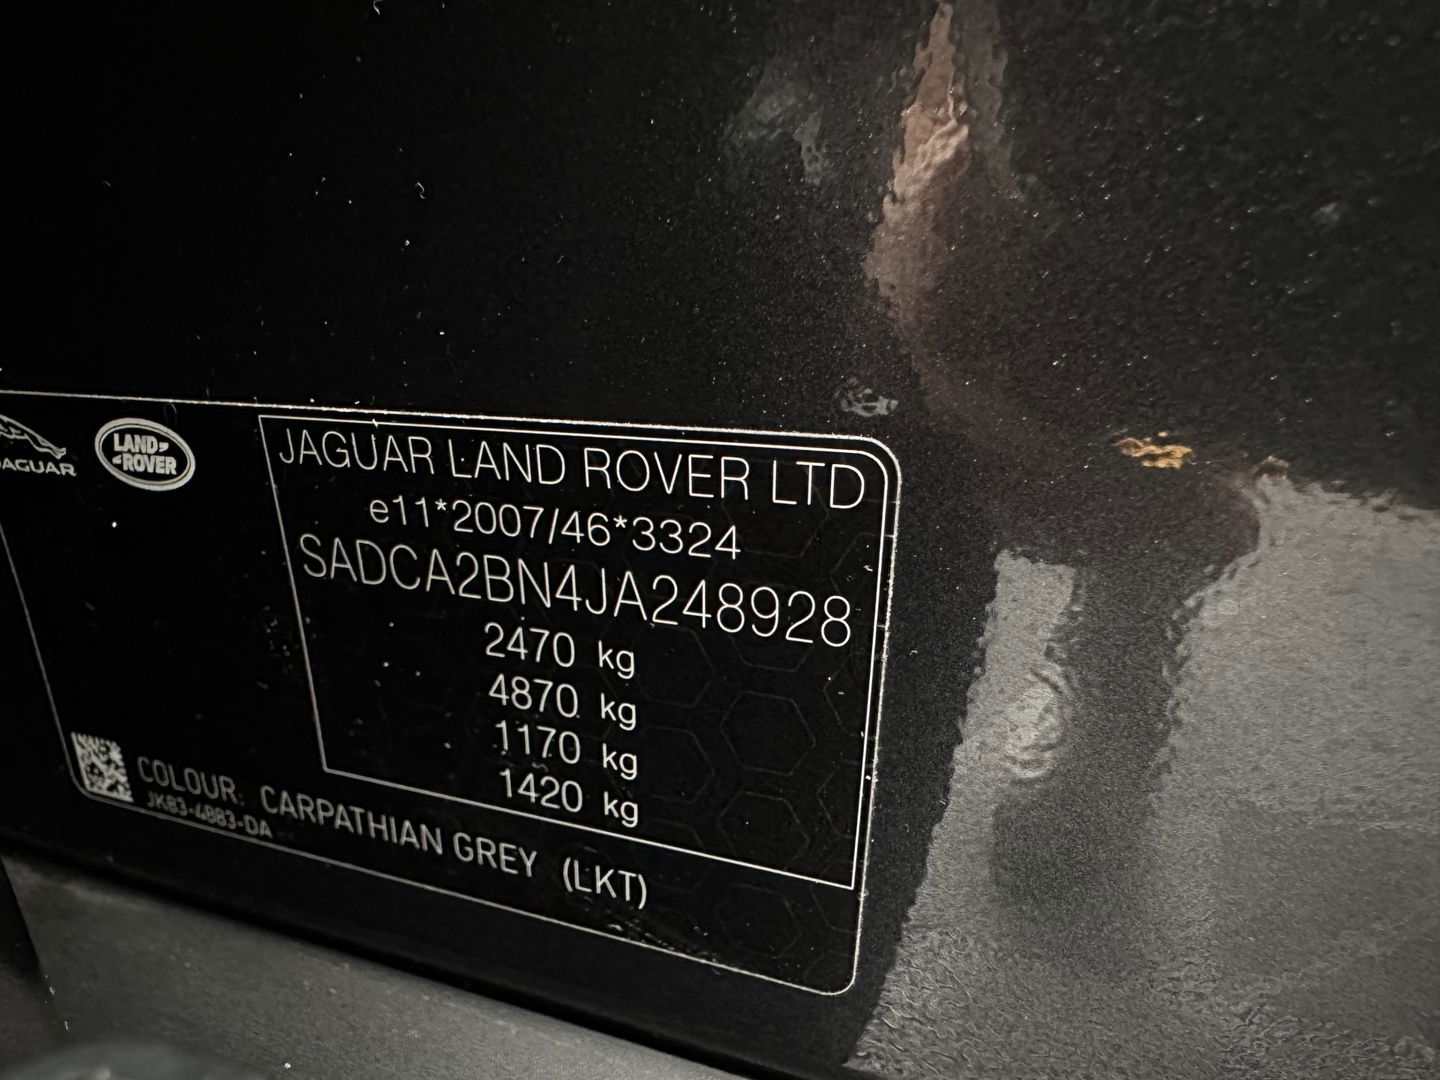 JAGUAR
LAND-
-ROVER
JAGUAR LAND ROVER LTD
e11*2007/46*3324
SADCA2BN4JA248928
2470 kg
4870 kg
1170 kg
1420 kg
COLOUR: CARPATHIAN GREY (LKT)
JK83-4883-DA